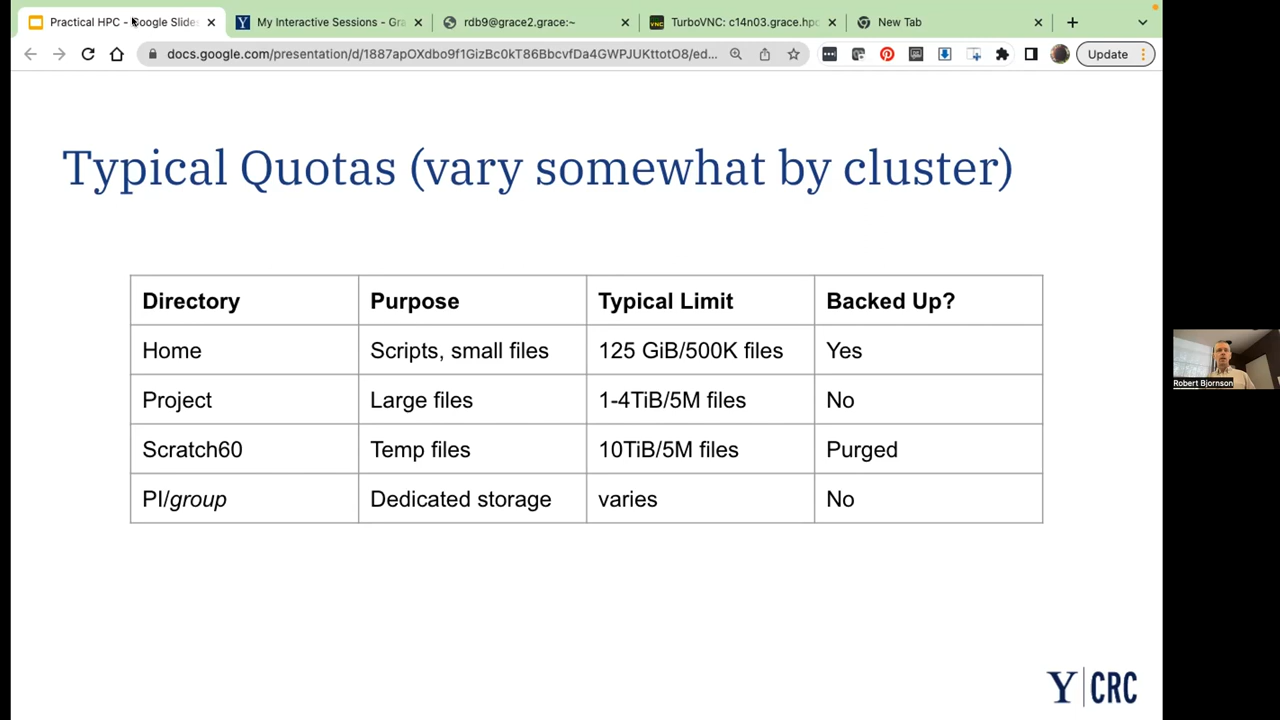 Practical HPC - Google Slides
My Interactive Sessions - Gra
rdb9@grace2.grace:~
TurboVNC: c14n03.grace.hpc
New Tab
docs.google.com/presentation/d/1887apOXdbo9f1GizBc0kT86BbcvfDa4GWPJUKttotO8/ed...
Update
Typical Quotas (vary somewhat by cluster)
Directory Purpose Typical Limit Backed Up?
Home Scripts, small files 125 GiB/500K files Yes
Project Large files 1-4TiB/5M files No
Scratch60 Temp files 10TiB/5M files Purged
PI/group Dedicated storage varies No
Robert Bjornson
Y CRC